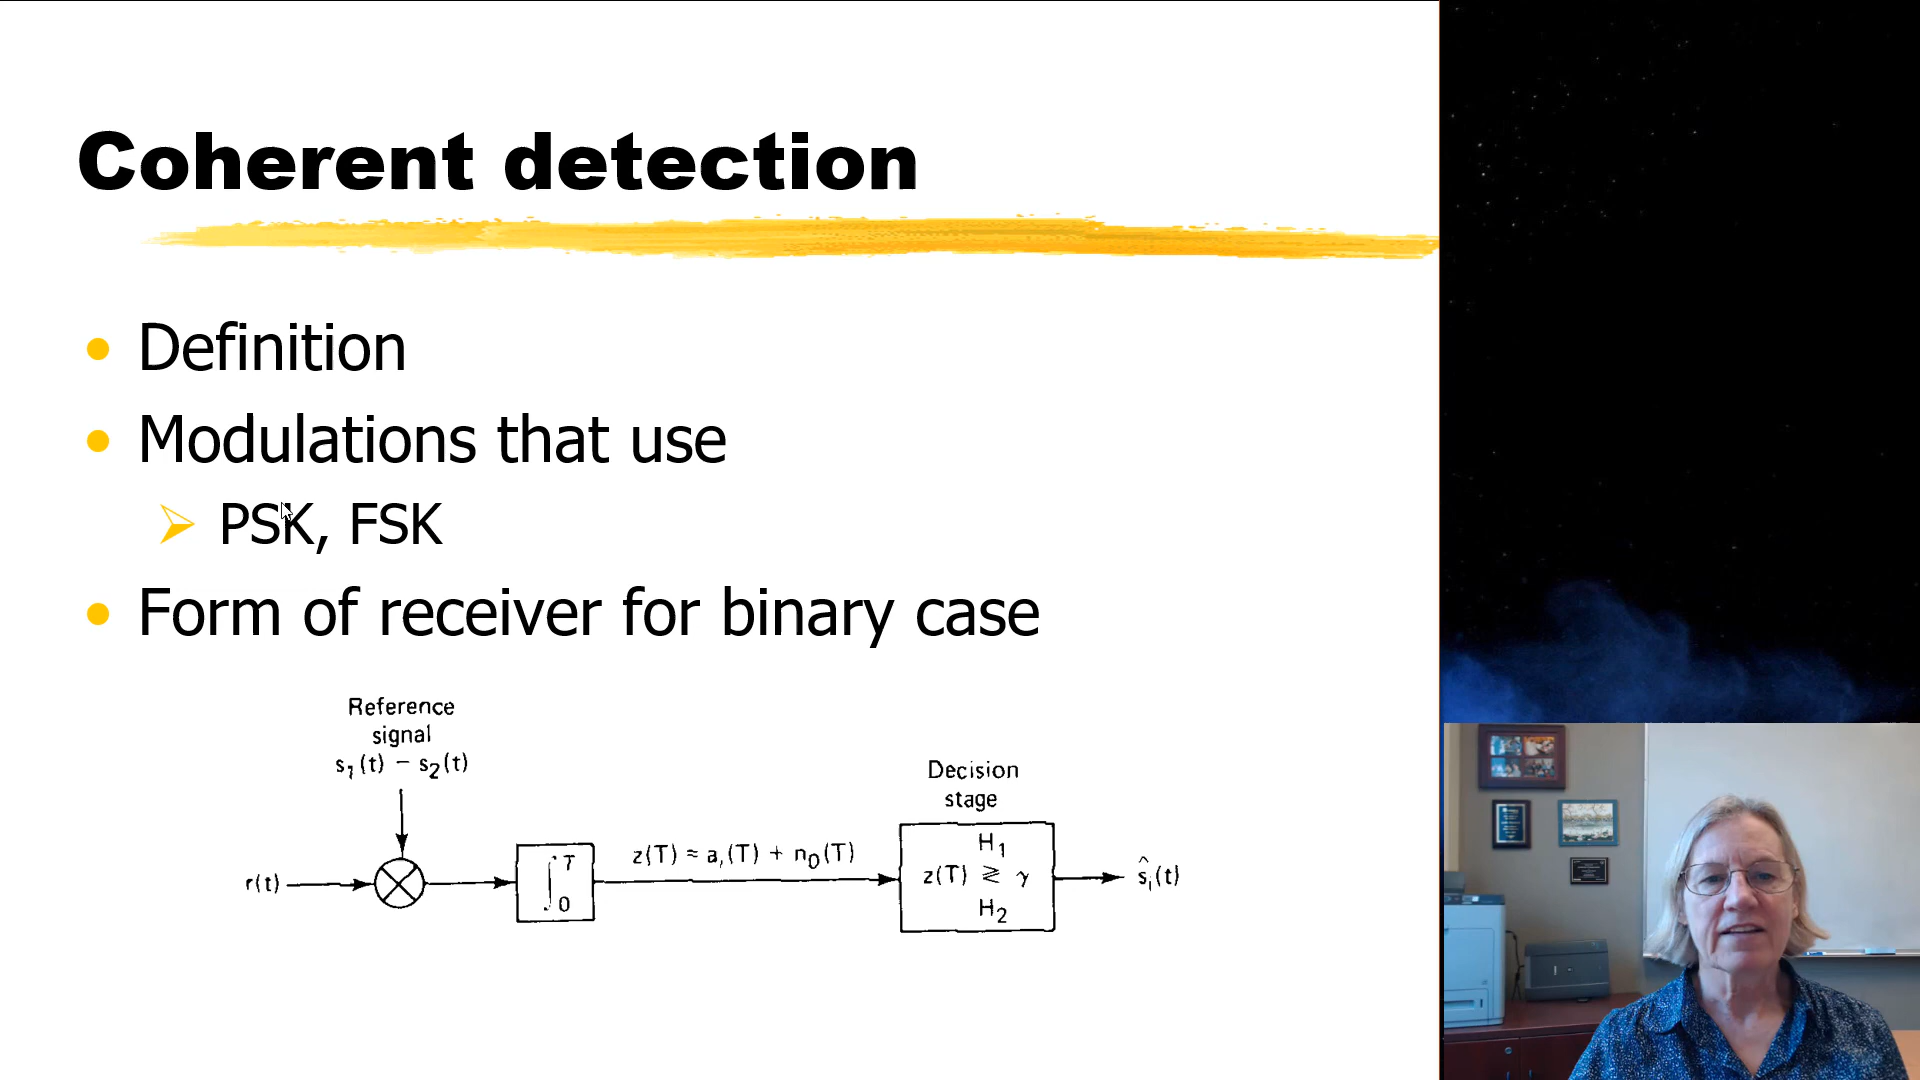 Coherent detection
Definition
Modulations that use
PSK, FSK
Form of receiver for binary case
Reference
signal
s₁(t) − s₂(t)
r(t)
∫ T 0
z(T) = aᵢ(T) + n₀(T)
Decision
stage
H₁
z(T) ≷ γ
H₂
ŝᵢ(t)